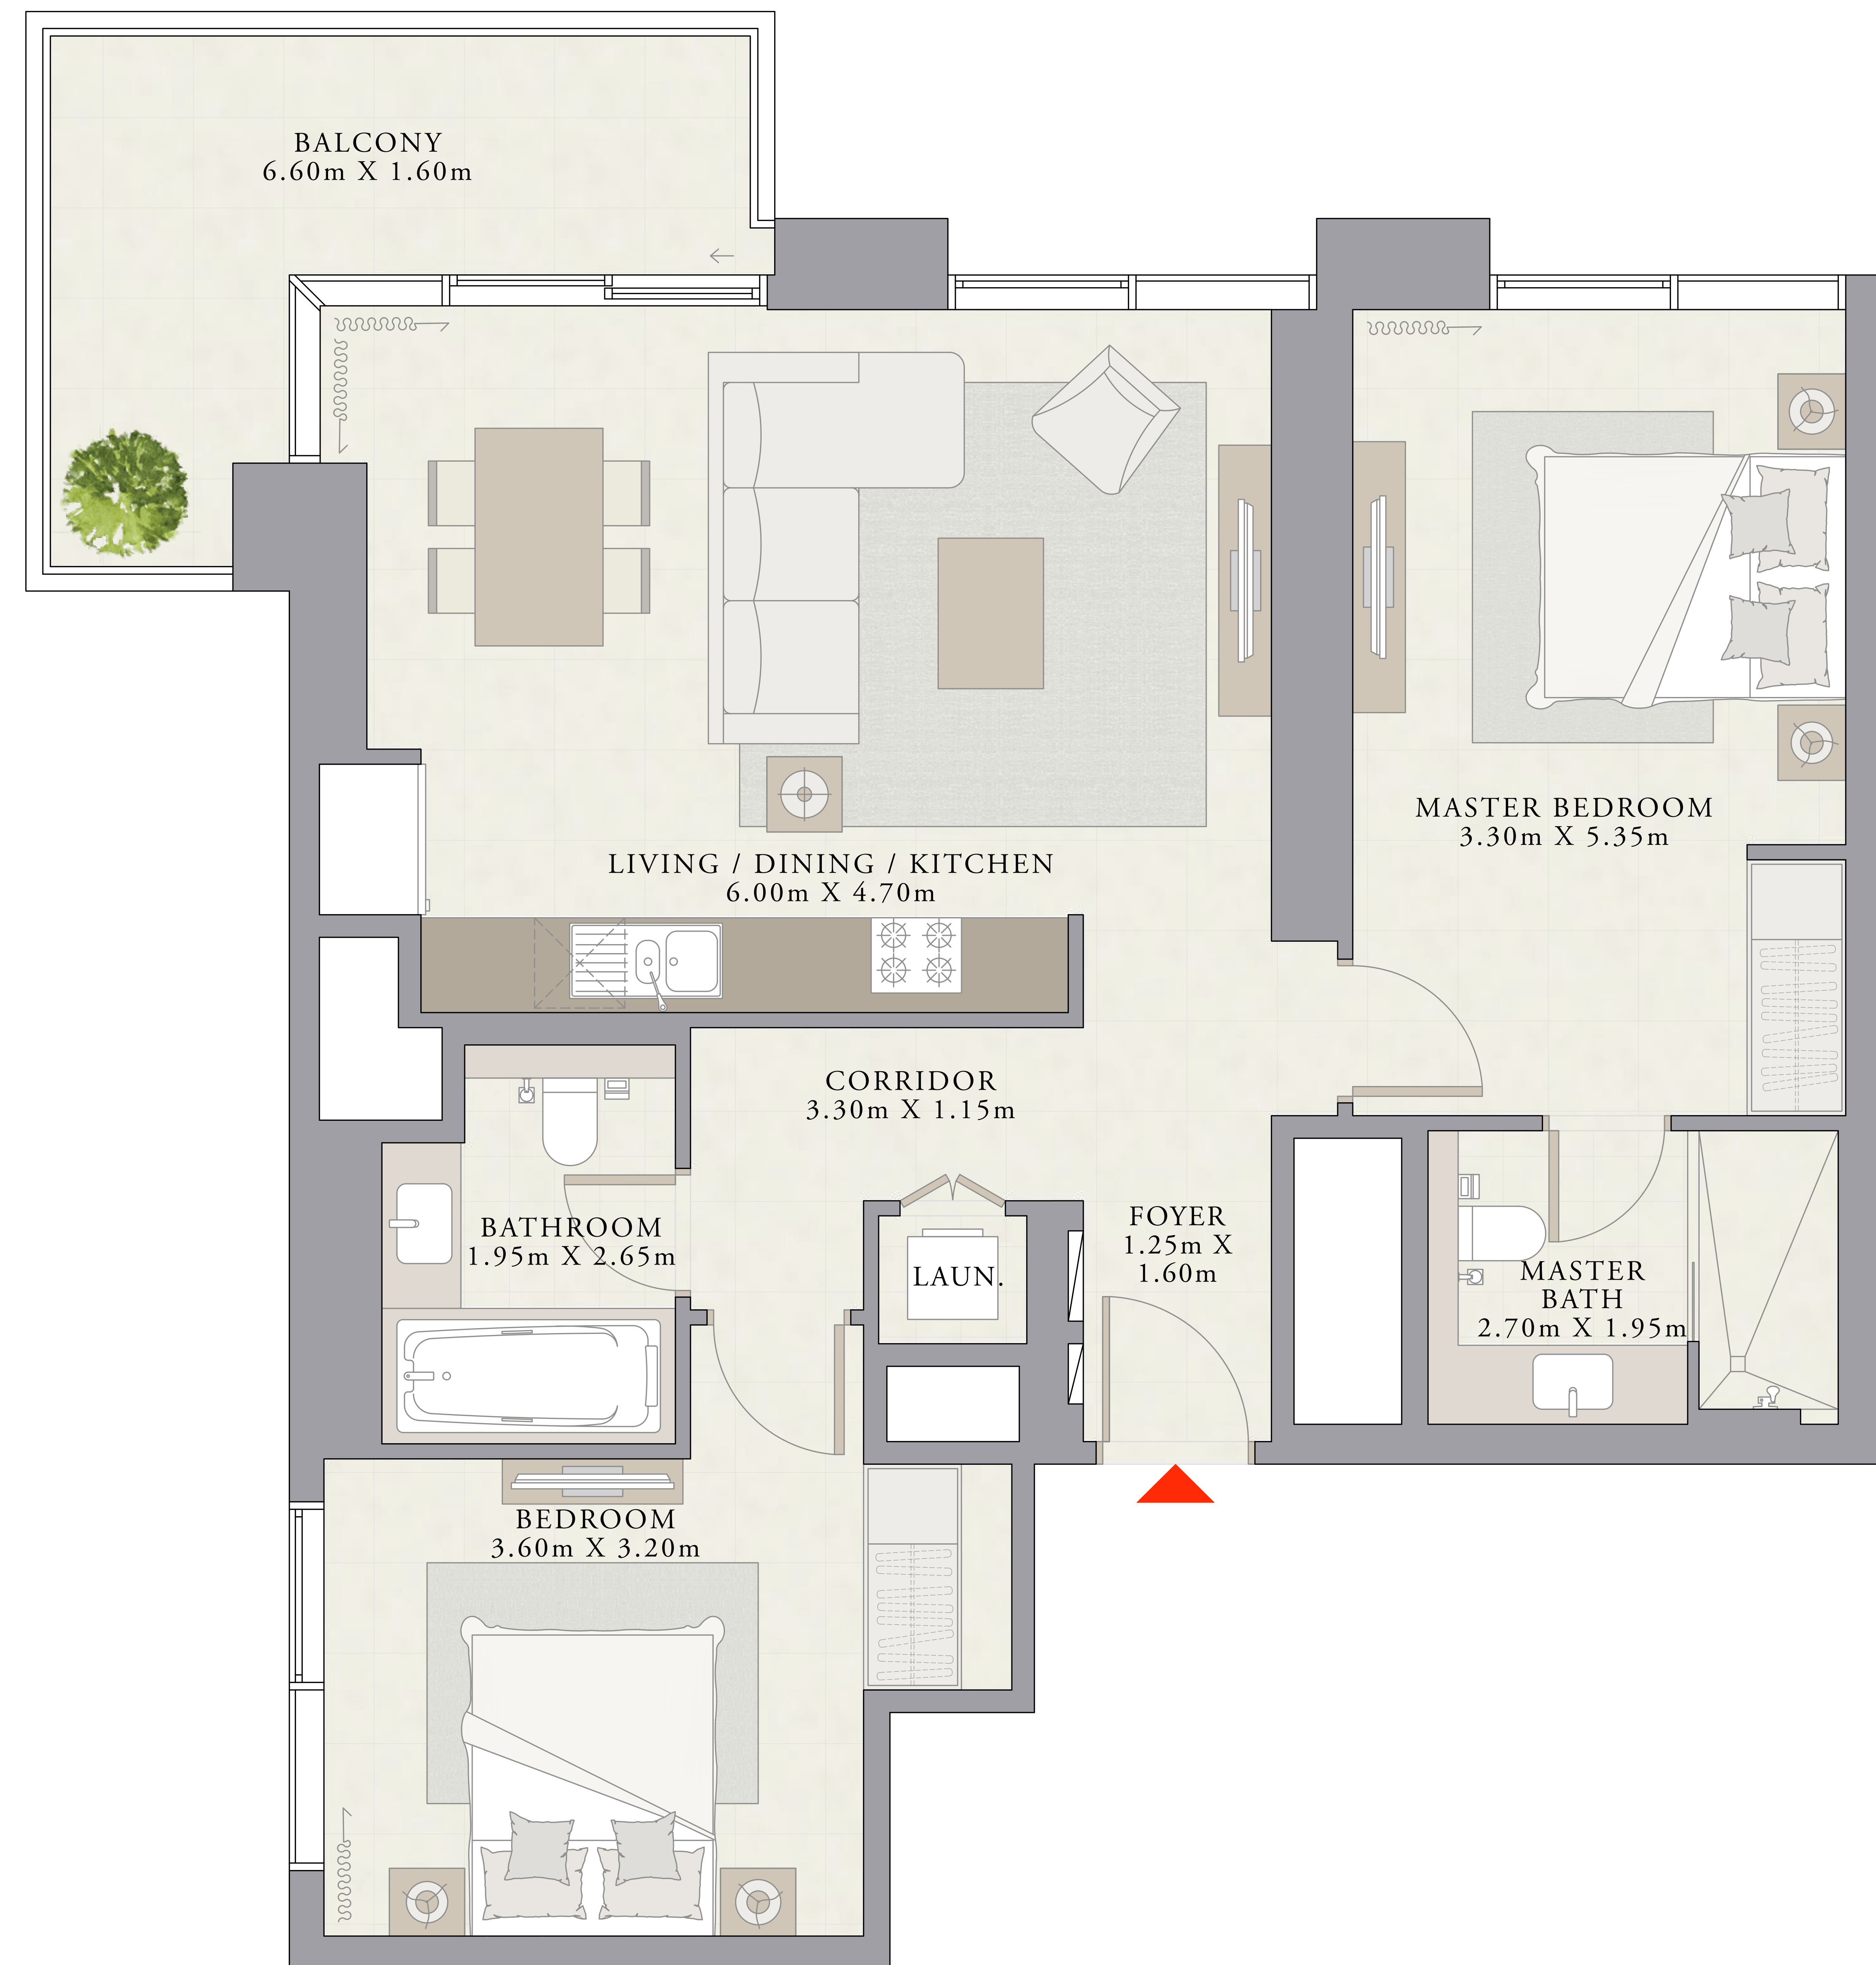 BALCONY
6.60m X 1.60m
MASTER BEDROOM
3.30m X 5.35m
LIVING / DINING / KITCHEN
6.00m X 4.70m
CORRIDOR
3.30m X 1.15m
FOYER
1.25m X
1.60m
BATHROOM
1.95m X 2.65m
LAUN.
MASTER
BATH
2.70m X 1.95m
BEDROOM
3.60m X 3.20m